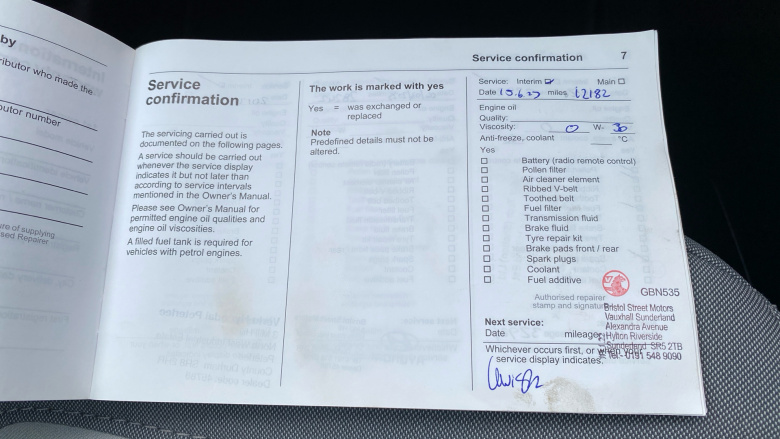 by
ributor who made the
butor number
ure of supplying
sed Repairer
Service confirmation 7
Service
confirmation
The servicing carried out is
documented on the following pages.
A service should be carried out
whenever the service display
indicates it but not later than
according to service intervals
mentioned in the Owner's Manual.
Please see Owner's Manual for
permitted engine oil qualities and
engine oil viscosities.
A filled fuel tank is required for
vehicles with petrol engines.
The work is marked with yes
Yes = was exchanged or
replaced
Note
Predefined details must not be
altered.
Service: Interim Main
Date 15.6.27 miles 12182
Engine oil
Quality:
Viscosity: 0 W- 30
Anti-freeze, coolant °C
Yes
Battery (radio remote control)
Pollen filter
Air cleaner element
Ribbed V-belt
Toothed belt
Fuel filter
Transmission fluid
Brake fluid
Tyre repair kit
Brake pads front / rear
Spark plugs
Coolant
Fuel additive
GBN535
Authorised repairer
stamp and signature
Bristol Street Motors
Vauxhall Sunderland
Alexandra Avenue
Hylton Riverside
Sunderland SR5 2TB
Tel:- 0191 548 9090
Next service:
Date mileage:
Whichever occurs first, or when your
service display indicates.